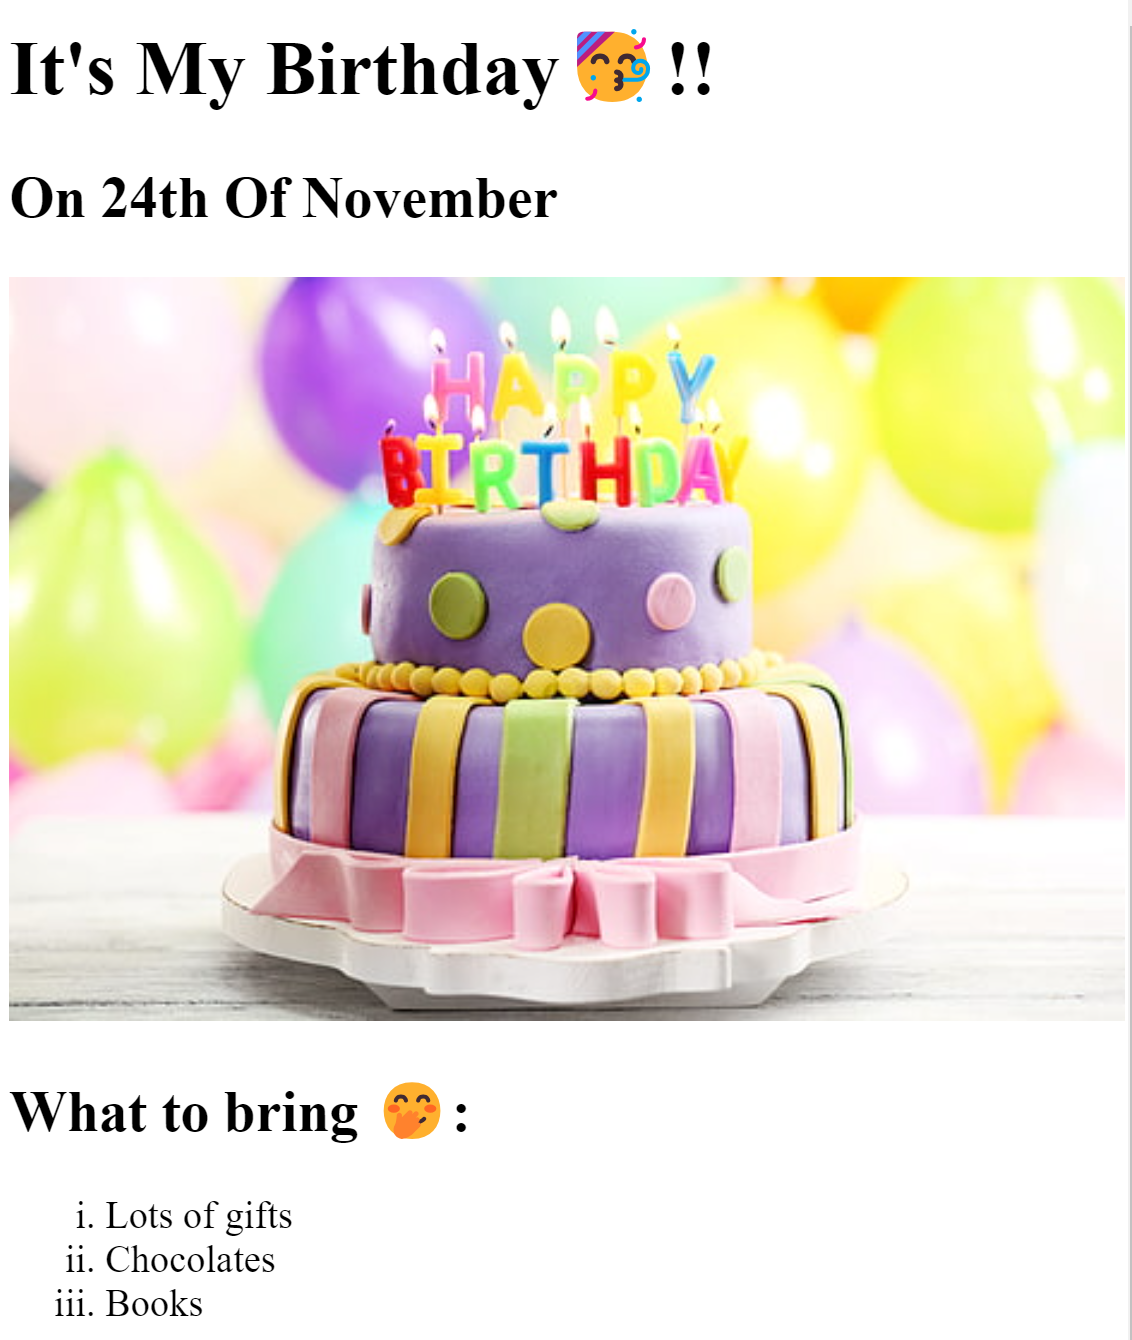 It's My Birthday 🥳 !!
On 24th Of November
HAPPY
BIRTHDAY
What to bring 🤭 :
i. Lots of gifts
ii. Chocolates
iii. Books